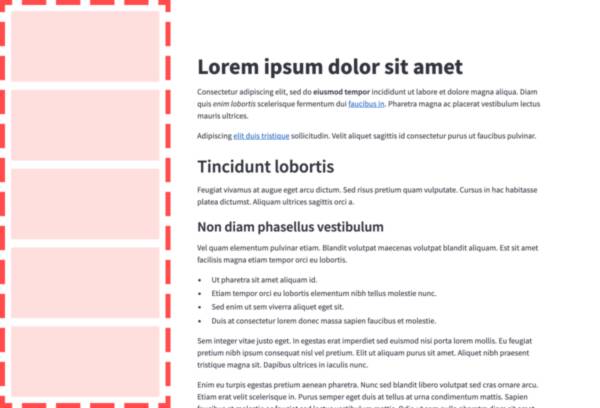 Lorem ipsum dolor sit amet
Consectetur adipiscing elit, sed do eiusmod tempor incididunt ut labore et dolore magna aliqua. Diam
quis enim lobortis scelerisque fermentum dui faucibus in. Pharetra magna ac placerat vestibulum lectus
mauris ultrices.
Adipiscing elit duis tristique sollicitudin. Velit aliquet sagittis id consectetur purus ut faucibus pulvinar.
Tincidunt lobortis
Feugiat vivamus at augue eget arcu dictum. Sed risus pretium quam vulputate. Cursus in hac habitasse
platea dictumst. Aliquam ultrices sagittis orci a.
Non diam phasellus vestibulum
Vel quam elementum pulvinar etiam. Blandit volutpat maecenas volutpat blandit aliquam. Est sit amet
facilisis magna etiam tempor orci eu lobortis.
• Ut pharetra sit amet aliquam id.
• Etiam tempor orci eu lobortis elementum nibh tellus molestie nunc.
• Sed enim ut sem viverra aliquet eget sit.
• Duis at consectetur lorem donec massa sapien faucibus et molestie.
Sem integer vitae justo eget. In egestas erat imperdiet sed euismod nisi porta lorem mollis. Eu feugiat
pretium nibh ipsum consequat nisl vel pretium. Elit ut aliquam purus sit amet. Aliquam nibh praesent
tristique magna sit. Dapibus ultrices in iaculis nunc.
Enim eu turpis egestas pretium aenean pharetra. Nunc sed blandit libero volutpat sed cras ornare arcu.
Etiam erat velit scelerisque in. Purus semper eget duis at tellus at urna condimentum mattis. Sapien